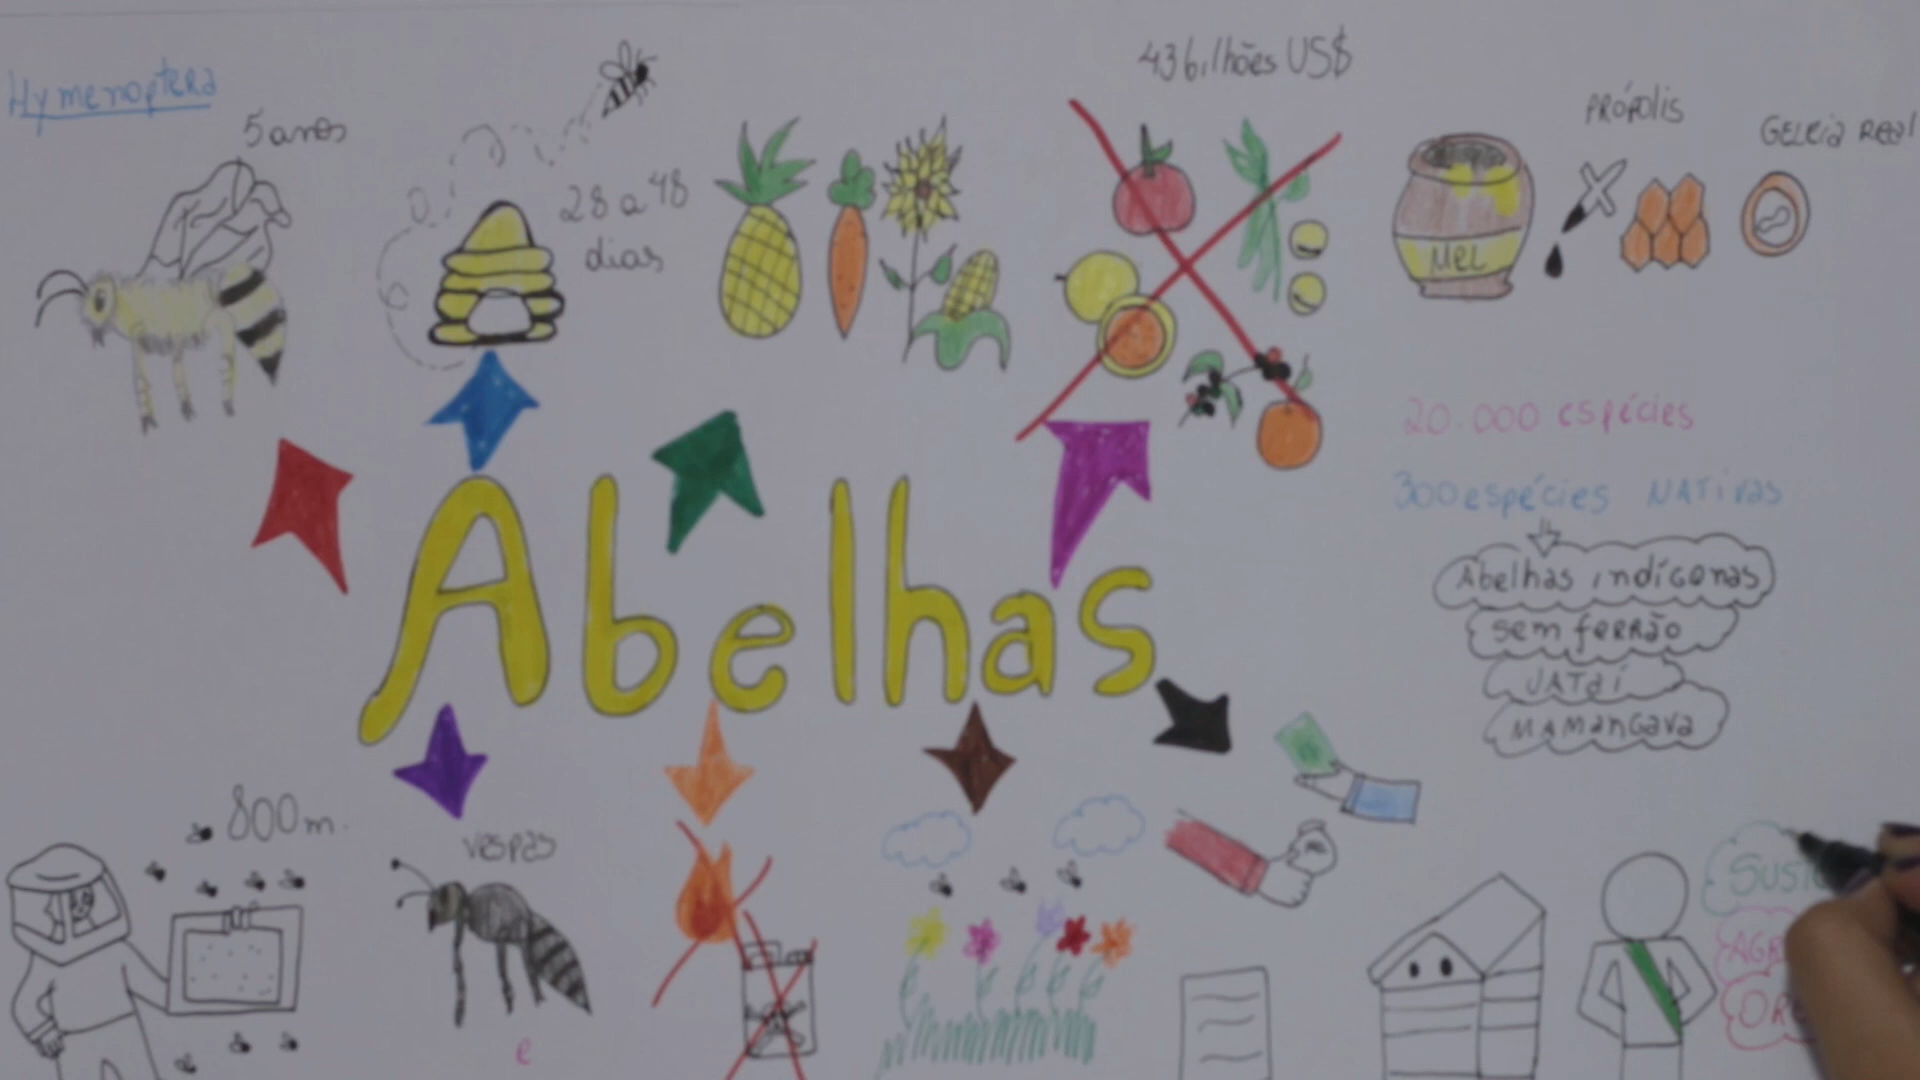 Hymenoptera
5 anos
28 a 48
dias
43 bilhões US$
PRÓPOLIS
GELEIA REAL
MEL
20.000 espécies
300 espécies NATIVAS
Abelhas indígenas
sem ferrão
JATAÍ
MAMANGAVA
Abelhas
800 m.
VESPAS
e